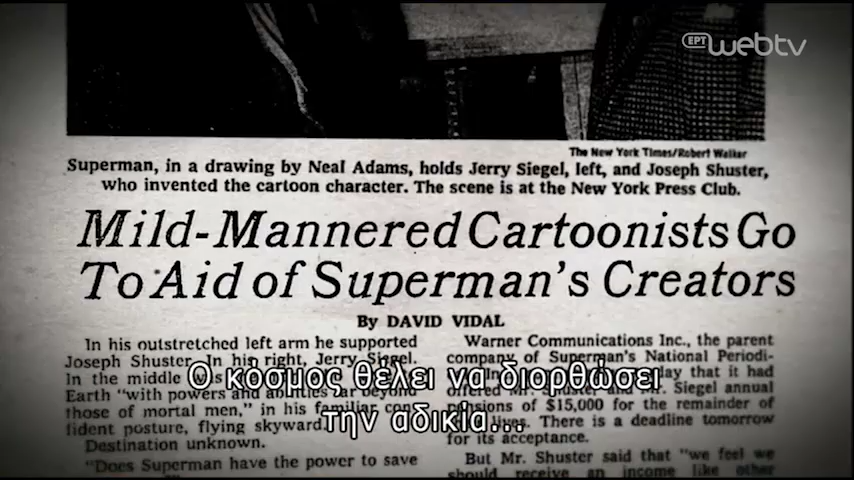 ΕΡΤ webtv
The New York Times/Robert Walker
Superman, in a drawing by Neal Adams, holds Jerry Siegel, left, and Joseph Shuster,
who invented the cartoon character. The scene is at the New York Press Club.
Mild-Mannered Cartoonists Go
To Aid of Superman's Creators
By DAVID VIDAL
In his outstretched left arm he supported
Joseph Shuster. In his right, Jerry Siegel.
In the middle was
Earth "with powers and abilities far beyond
those of mortal men," in his familiar con-
fident posture, flying skyward.
Destination unknown.
"Does Superman have the power to save
Warner Communications Inc., the parent
company of Superman's National Periodi-
day that it had
offered Mr. Shuster and Mr. Siegel annual
pensions of $15,000 for the remainder of
There is a deadline tomorrow
for its acceptance.
But Mr. Shuster said that "we feel we
should receive an income like other
Ο κόσμος θέλει να διορθώσει
την αδικία...